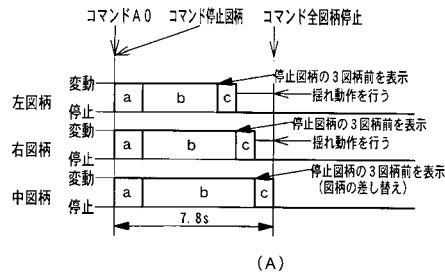 コマンドA0
コマンド停止図柄
コマンド全図柄停止
停止図柄の3図柄前を表示
左図柄
変動
停止
a
b
c
揺れ動作を行う
停止図柄の3図柄前を表示
右図柄
変動
停止
a
b
c
揺れ動作を行う
停止図柄の3図柄前を表示
(図柄の差し替え)
中図柄
変動
停止
a
b
c
7.8s
(A)